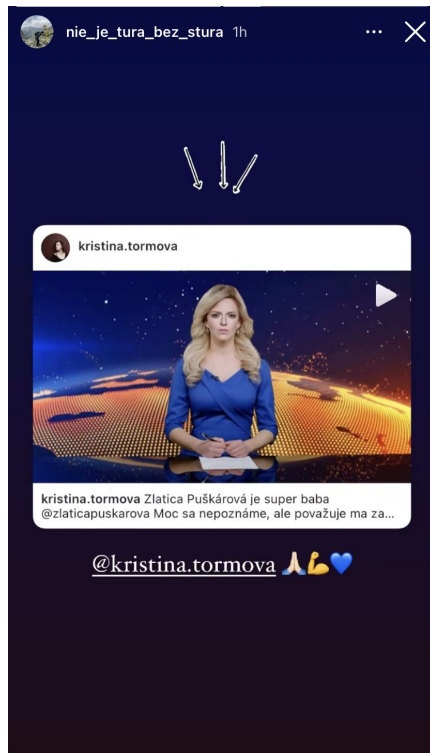 nie_je_tura_bez_stura 1h
kristina.tormova
kristina.tormova Zlatica Puškárová je super baba
@zlaticapuskarova Moc sa nepoznáme, ale považuje ma za...
@kristina.tormova 🙏🏻💪💙